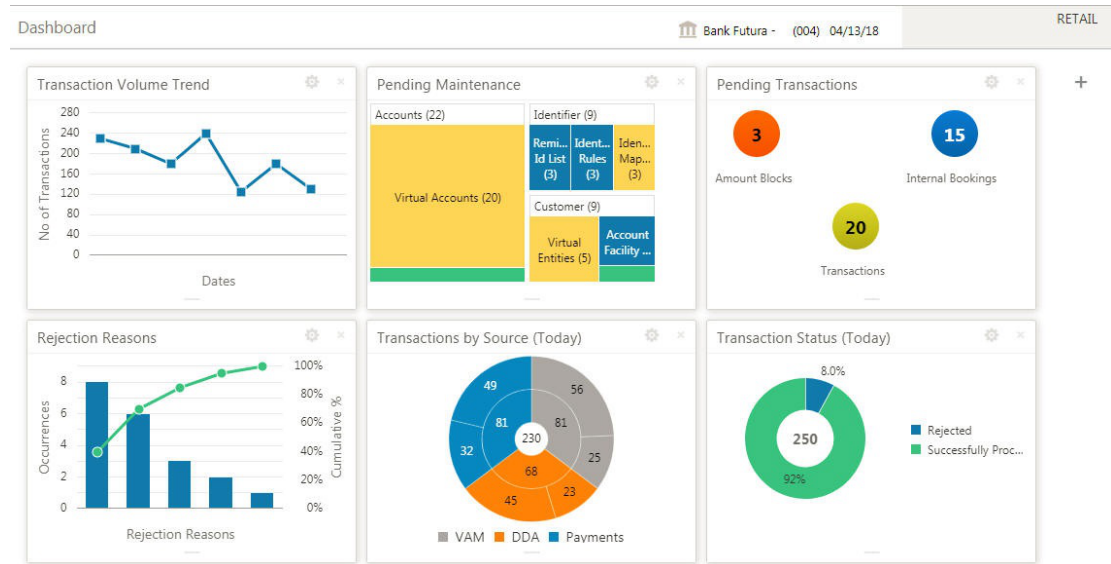 Dashboard
Bank Futura - (004) 04/13/18
RETAIL
Transaction Volume Trend
280
240
200
160
120
80
40
0
No of Transactions
Dates
Pending Maintenance
Accounts (22)
Virtual Accounts (20)
Identifier (9)
Remi...
Id List
(3)
Ident...
Rules
(3)
Iden...
Map...
(3)
Customer (9)
Virtual
Entities (5)
Account
Facility ...
Pending Transactions
3
Amount Blocks
15
Internal Bookings
20
Transactions
+
Rejection Reasons
8
6
4
2
0
Occurrences
100%
80%
60%
40%
20%
0%
Cumulative %
Rejection Reasons
Transactions by Source (Today)
49
56
81
81
230
32
25
68
45
23
VAM
DDA
Payments
Transaction Status (Today)
8.0%
250
92%
Rejected
Successfully Proc...